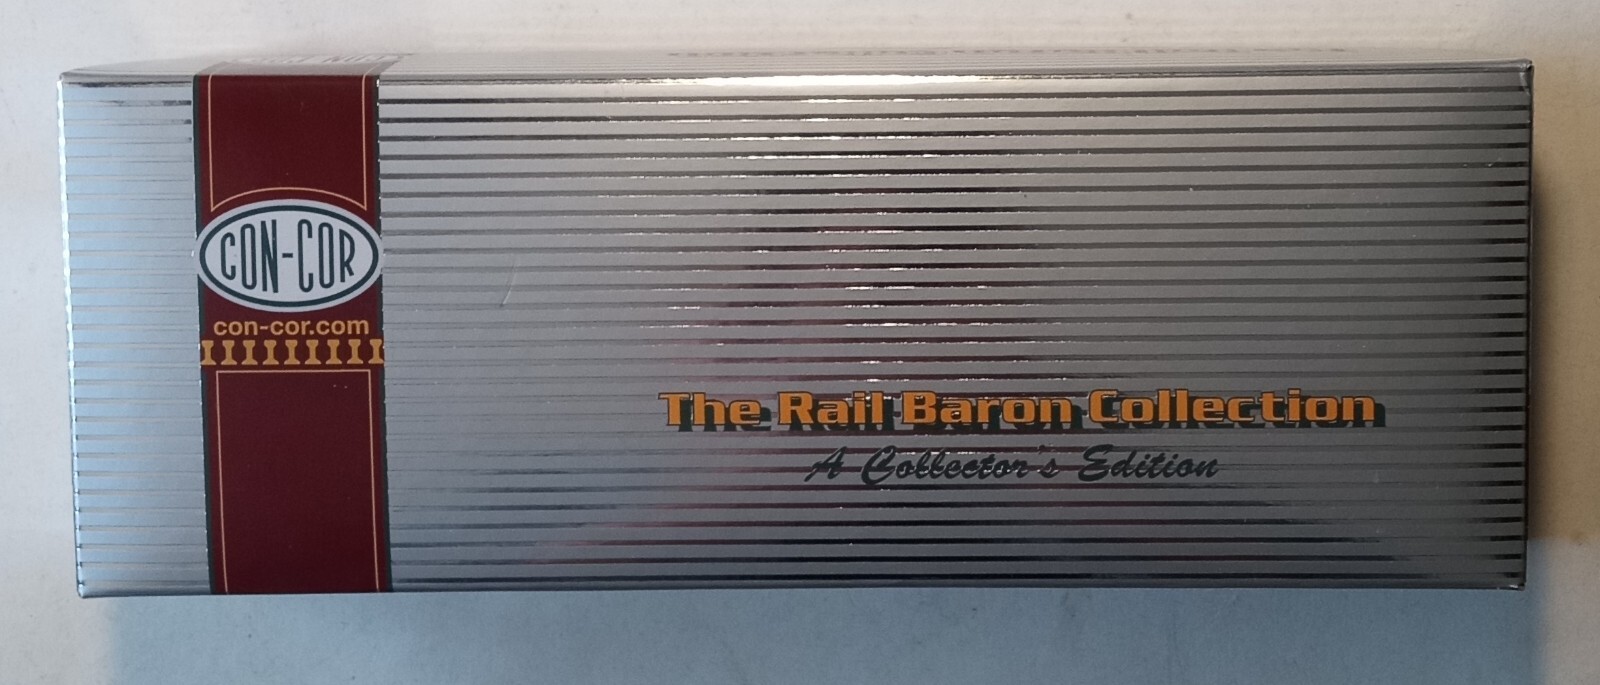 CON-COR
con-cor.com
The Rail Baron Collection
A Collector's Edition